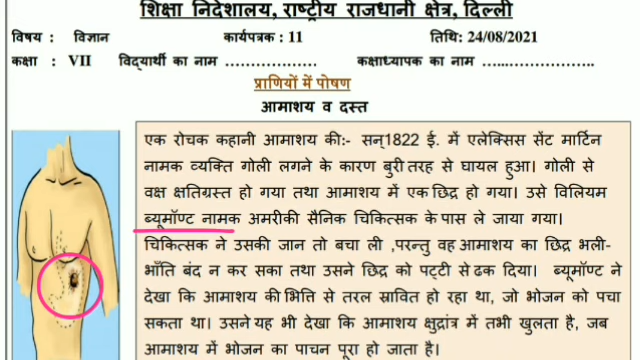 शिक्षा निदेशालय, राष्ट्रीय राजधानी क्षेत्र, दिल्ली
विषय : विज्ञान कार्यपत्रक : 11 तिथि: 24/08/2021
कक्षा : VII विद्यार्थी का नाम ……………… कक्षाध्यापक का नाम …...………………
प्राणियों में पोषण
आमाशय व दस्त
एक रोचक कहानी आमाशय की:- सन्1822 ई. में एलेक्सिस सेंट मार्टिन
नामक व्यक्ति गोली लगने के कारण बुरी तरह से घायल हुआ। गोली से
वक्ष क्षतिग्रस्त हो गया तथा आमाशय में एक छिद्र हो गया। उसे विलियम
ब्यूमॉण्ट नामक अमरीकी सैनिक चिकित्सक के पास ले जाया गया।
चिकित्सक ने उसकी जान तो बचा ली ,परन्तु वह आमाशय का छिद्र भली-
भाँति बंद न कर सका तथा उसने छिद्र को पट्टी से ढक दिया। ब्यूमॉण्ट ने
देखा कि आमाशय की भित्ति से तरल स्रावित हो रहा था, जो भोजन को पचा
सकता था। उसने यह भी देखा कि आमाशय क्षुद्रांत्र में तभी खुलता है, जब
आमाशय में भोजन का पाचन पूरा हो जाता है।